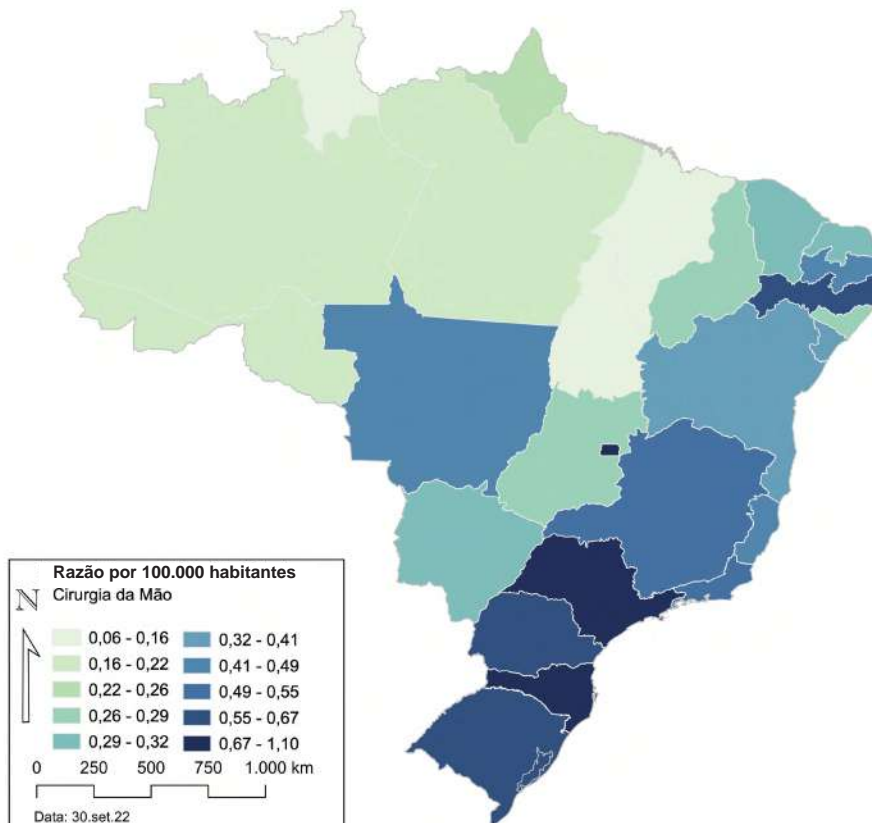 Razão por 100.000 habitantes
N Cirurgia da Mão
0,06 - 0,16
0,16 - 0,22
0,22 - 0,26
0,26 - 0,29
0,29 - 0,32
0,32 - 0,41
0,41 - 0,49
0,49 - 0,55
0,55 - 0,67
0,67 - 1,10
0 250 500 750 1.000 km
Data: 30.set.22